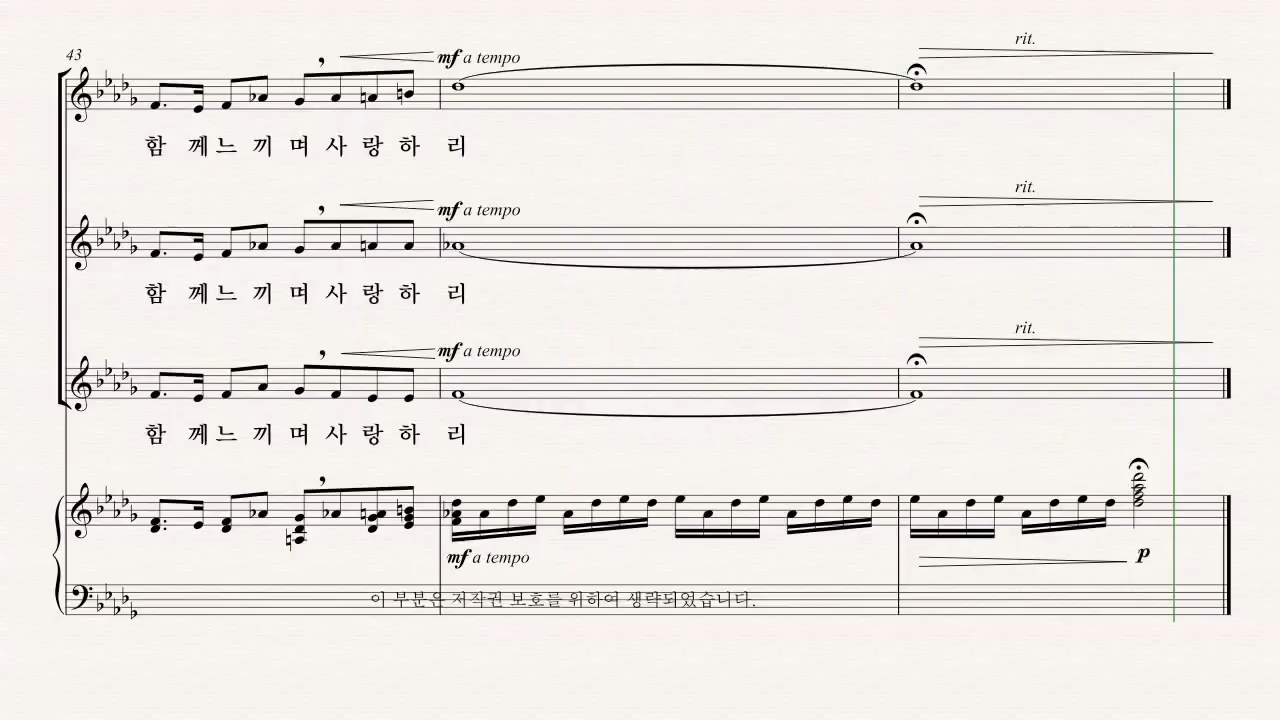 43
rit.
mf a tempo
함 께 느 끼 며 사 랑 하 리
rit.
mf a tempo
함 께 느 끼 며 사 랑 하 리
rit.
mf a tempo
함 께 느 끼 며 사 랑 하 리
mf a tempo
p
이 부분은 저작권 보호를 위하여 생략되었습니다.